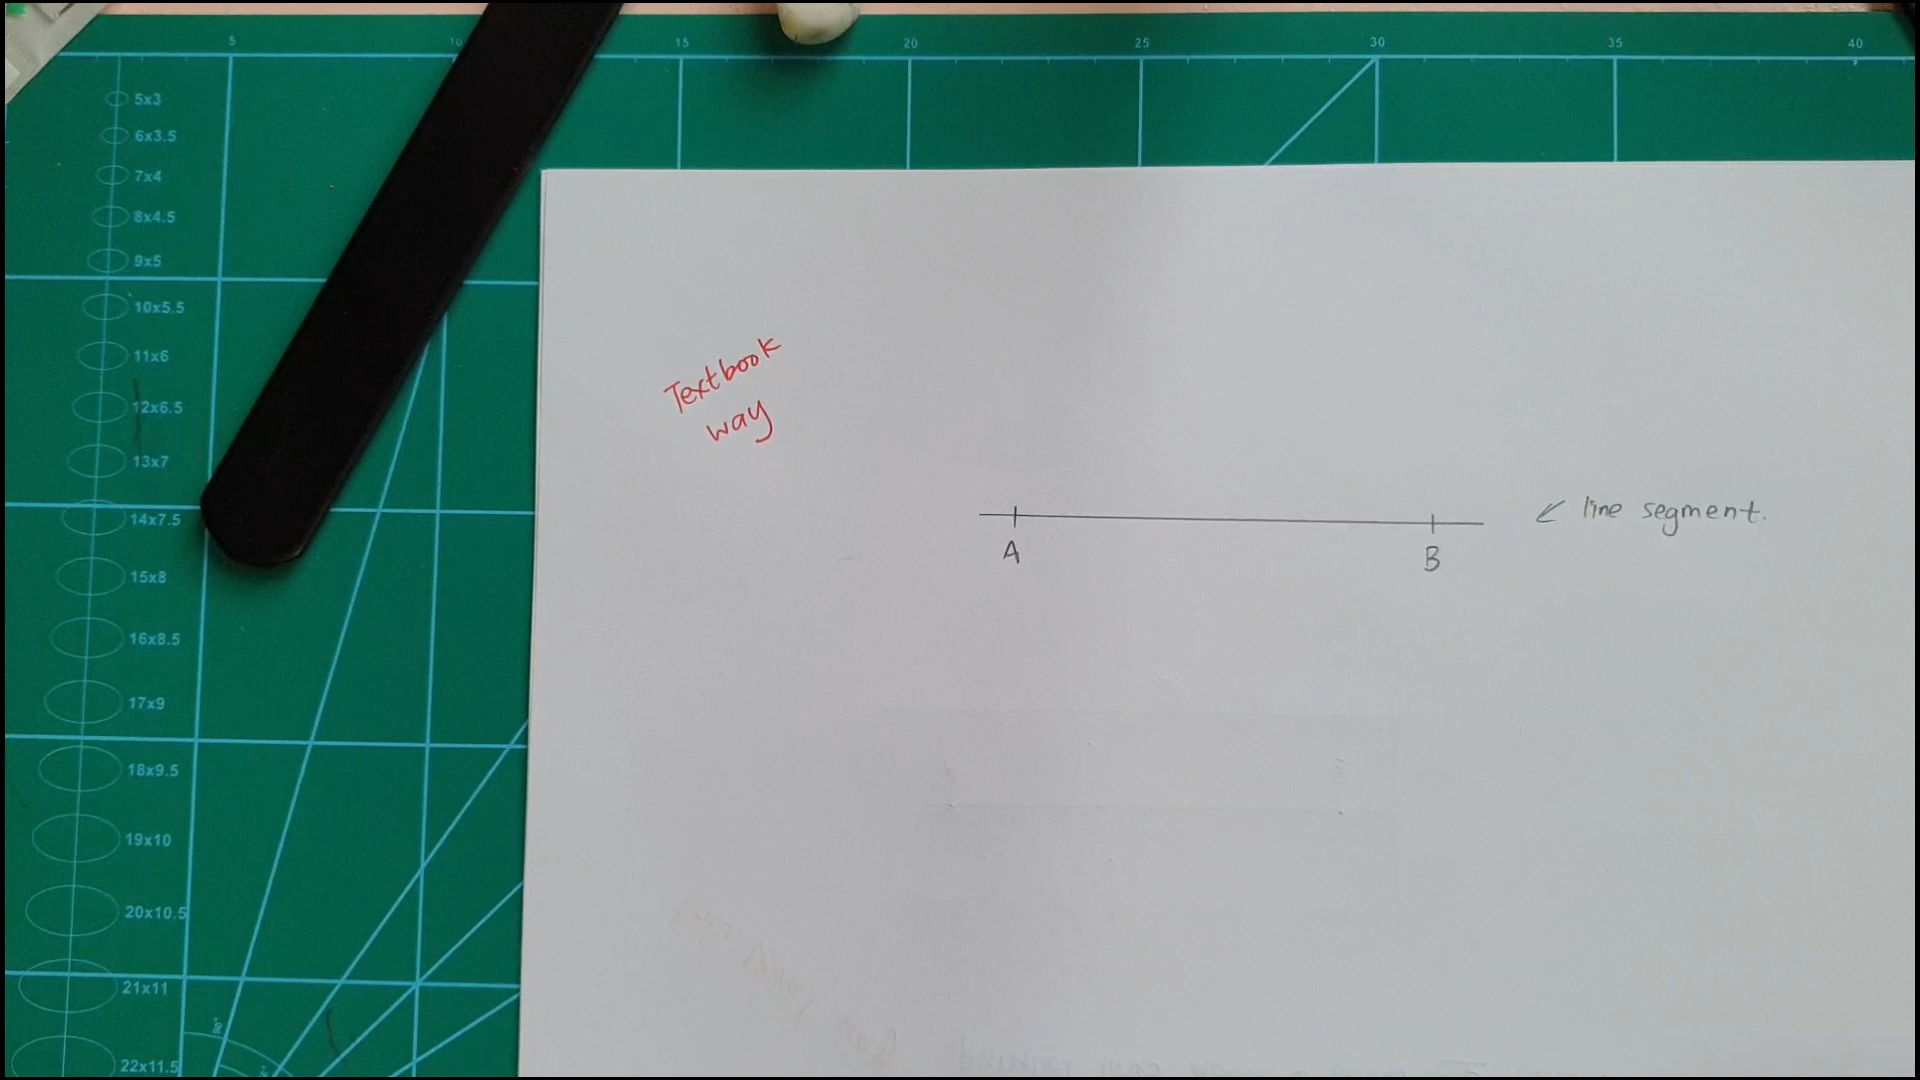 5 10 15 20 25 30 35 40
5x3
6x3.5
7x4
8x4.5
9x5
10x5.5
11x6
12x6.5
13x7
14x7.5
15x8
16x8.5
17x9
18x9.5
19x10
20x10.5
21x11
22x11.5
90°
Textbook
way
line segment.
A
B